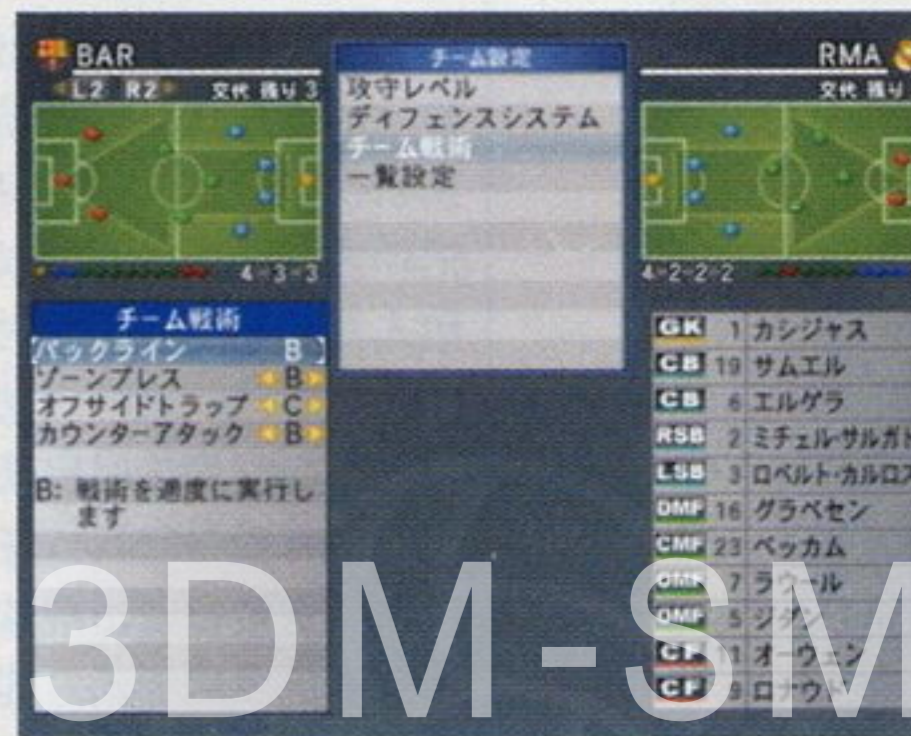 BAR
L2 R2 交代 残り 3
4-3-3
チーム設定
攻守レベル
ディフェンスシステム
チーム戦術
一覧設定
RMA
交代 残り
4-2-2-2
チーム戦術
バックライン B
ゾーンプレス B
オフサイドトラップ C
カウンターアタック B
B: 戦術を適度に実行し
ます
GK 1 カシジャス
CB 19 サムエル
CB 6 エルゲラ
RSB 2 ミチェル・サルガド
LSB 3 ロベルト・カルロス
DMF 16 グラベセン
CMF 23 ベッカム
OMF 7 ラウール
OMF 5 ジダン
CF 11 オーウェン
CF 9 ロナウド
3DM-SM